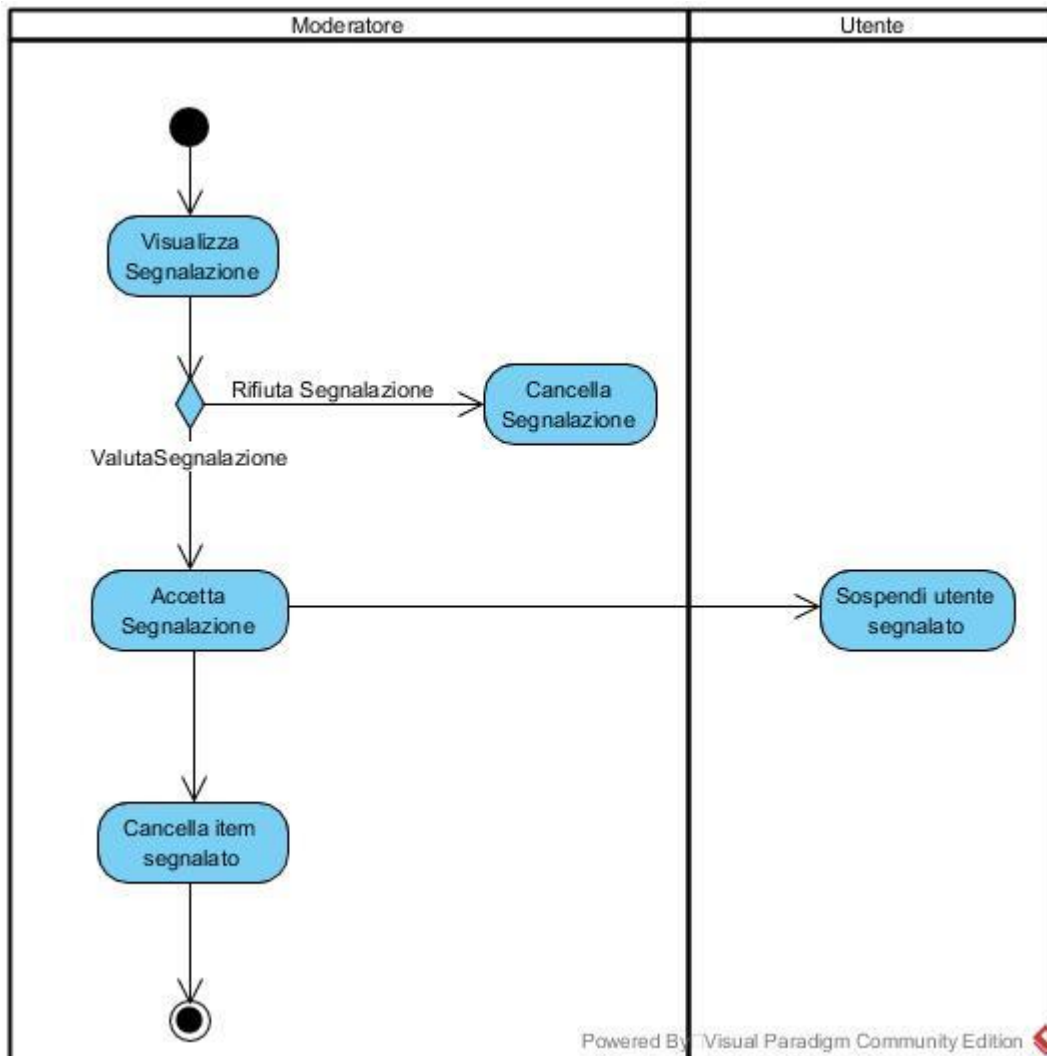 Moderatore
Utente
Visualizza
Segnalazione
Rifiuta Segnalazione
Cancella
Segnalazione
ValutaSegnalazione
Accetta
Segnalazione
Sospendi utente
segnalato
Cancella item
segnalato
Powered By Visual Paradigm Community Edition